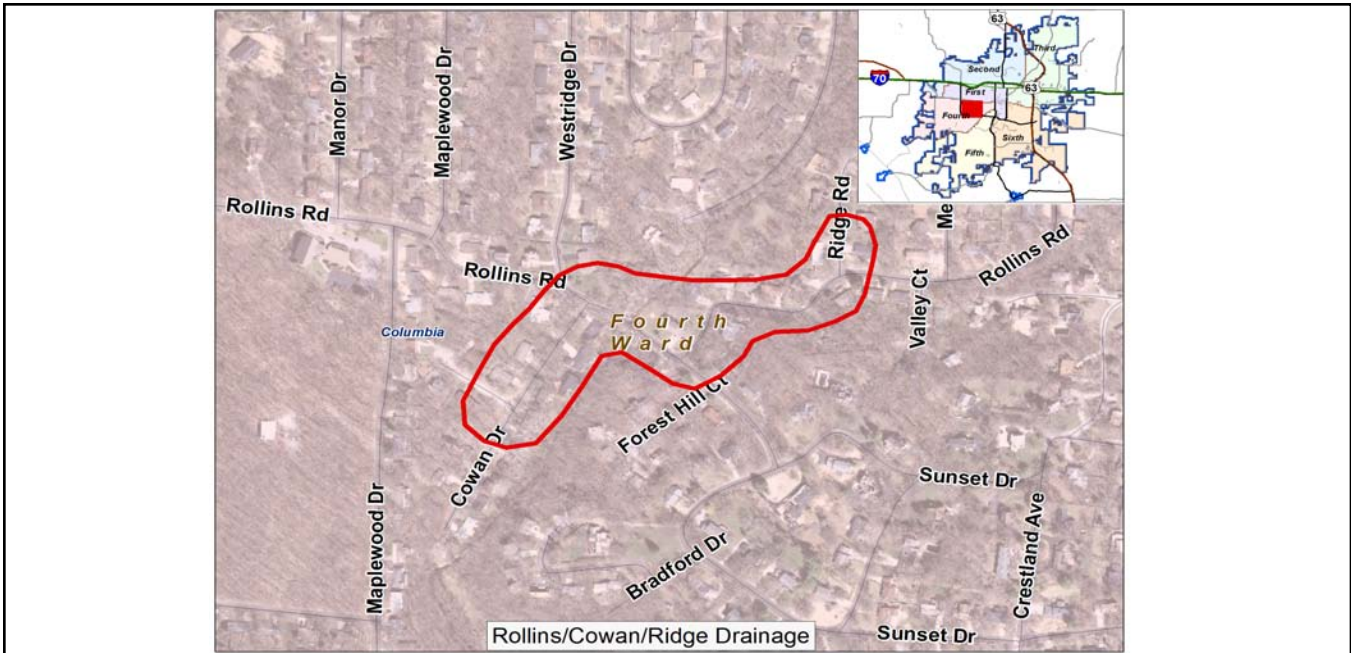 63
Third
Second
70
63
First
Fourth
Sixth
Fifth
Manor Dr
Maplewood Dr
Westridge Dr
Rollins Rd
Ridge Rd
Me
Rollins Rd
Rollins Rd
Valley Ct
Columbia
Fourth
Ward
Forest Hill Ct
Cowan Dr
Sunset Dr
Maplewood Dr
Bradford Dr
Crestland Ave
Rollins/Cowan/Ridge Drainage
Sunset Dr